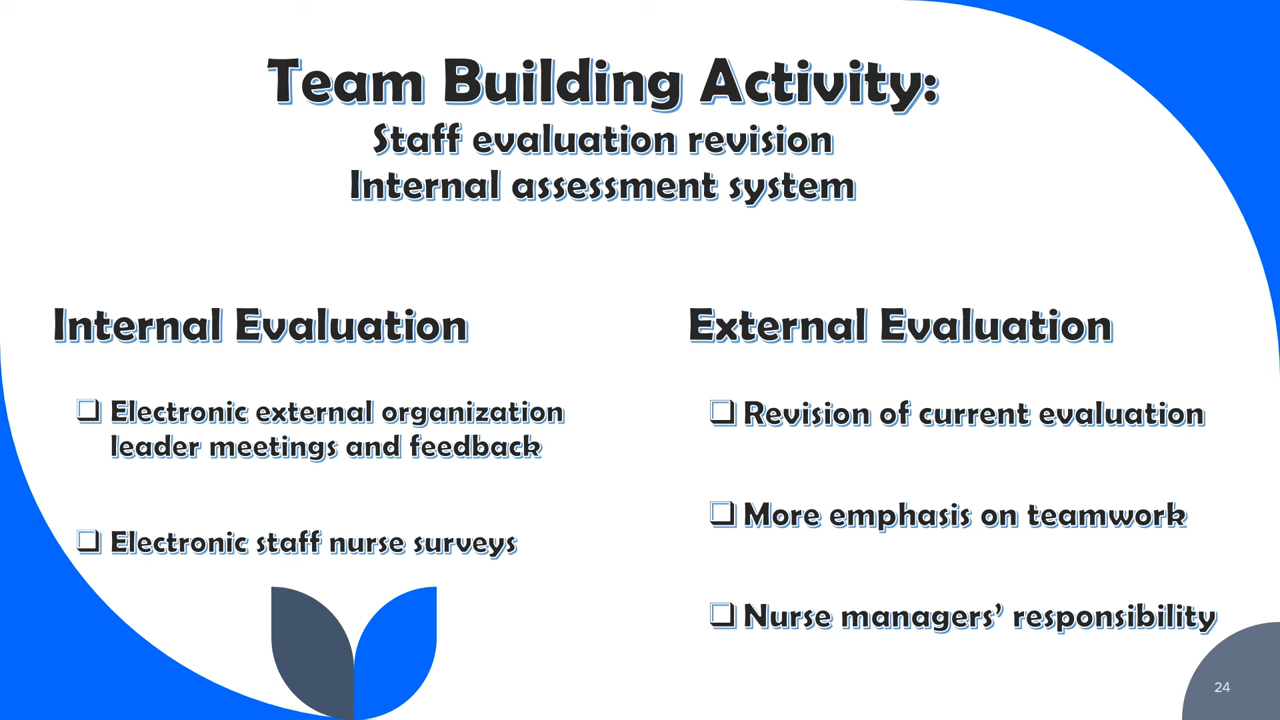 Team Building Activity:
Staff evaluation revision
Internal assessment system
Internal Evaluation
❑ Electronic external organization
leader meetings and feedback
❑ Electronic staff nurse surveys
External Evaluation
❑ Revision of current evaluation
❑ More emphasis on teamwork
❑ Nurse managers’ responsibility
24